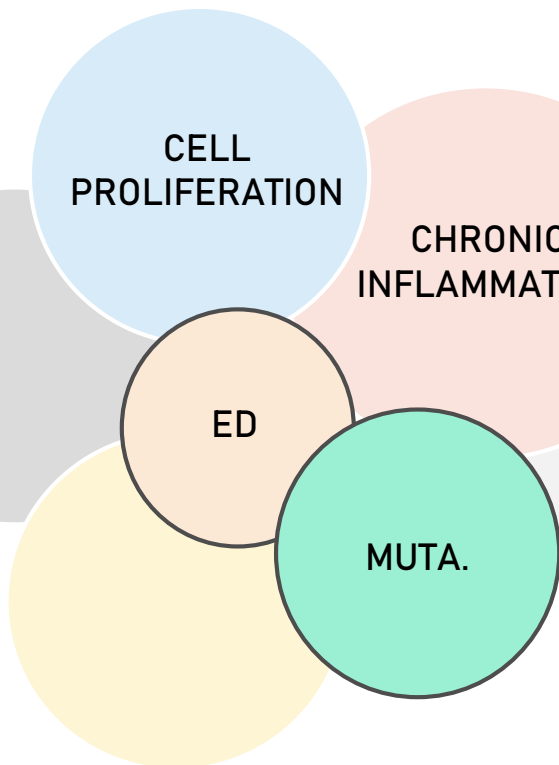 CELL
PROLIFERATION
CHRONIC
INFLAMMAT
ED
MUTA.